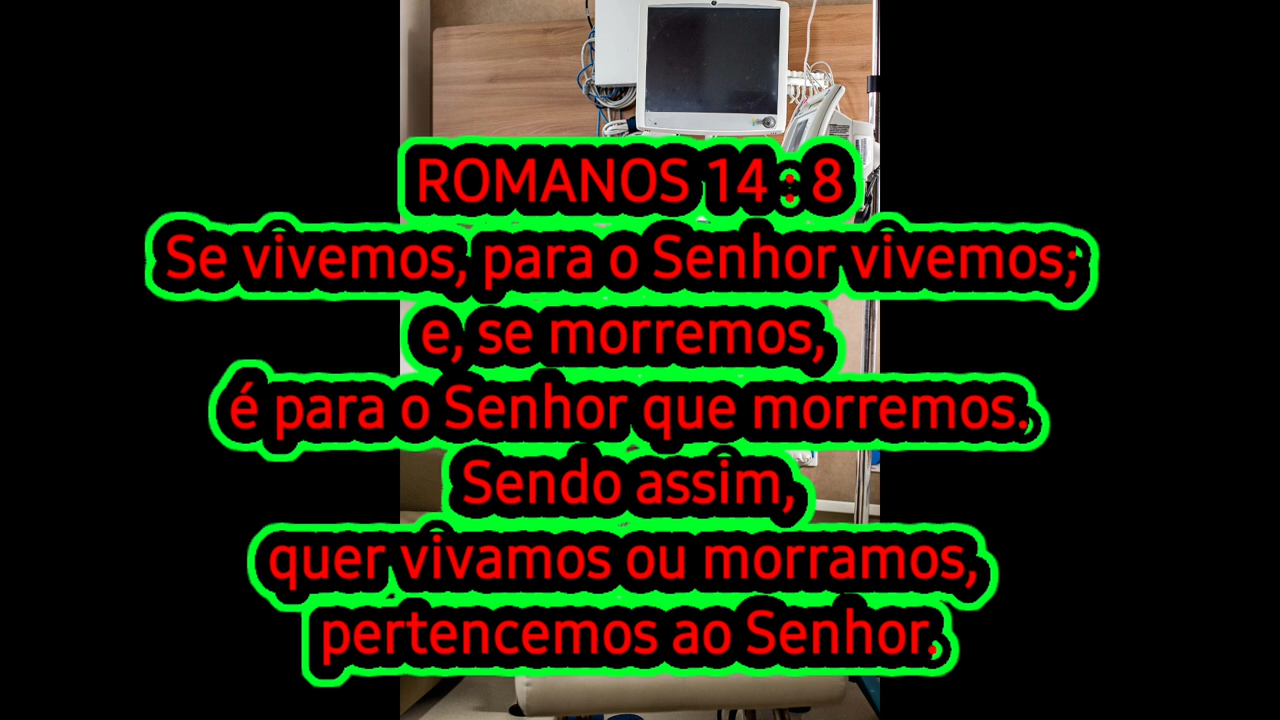 ROMANOS 14 : 8
Se vivemos, para o Senhor vivemos;
e, se morremos,
é para o Senhor que morremos.
Sendo assim,
quer vivamos ou morramos,
pertencemos ao Senhor.